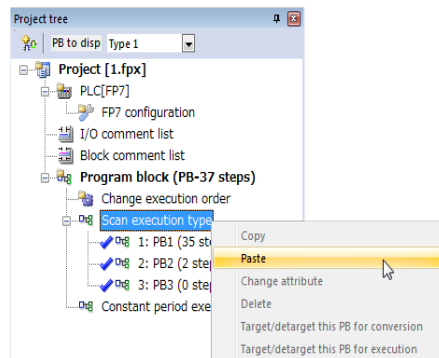 Project tree
PB to disp Type 1
Project [1.fpx]
PLC[FP7]
FP7 configuration
I/O comment list
Block comment list
Program block (PB-37 steps)
Change execution order
Scan execution type
1: PB1 (35 ste
2: PB2 (2 step
3: PB3 (0 step
Constant period exe
Copy
Paste
Change attribute
Delete
Target/detarget this PB for conversion
Target/detarget this PB for execution